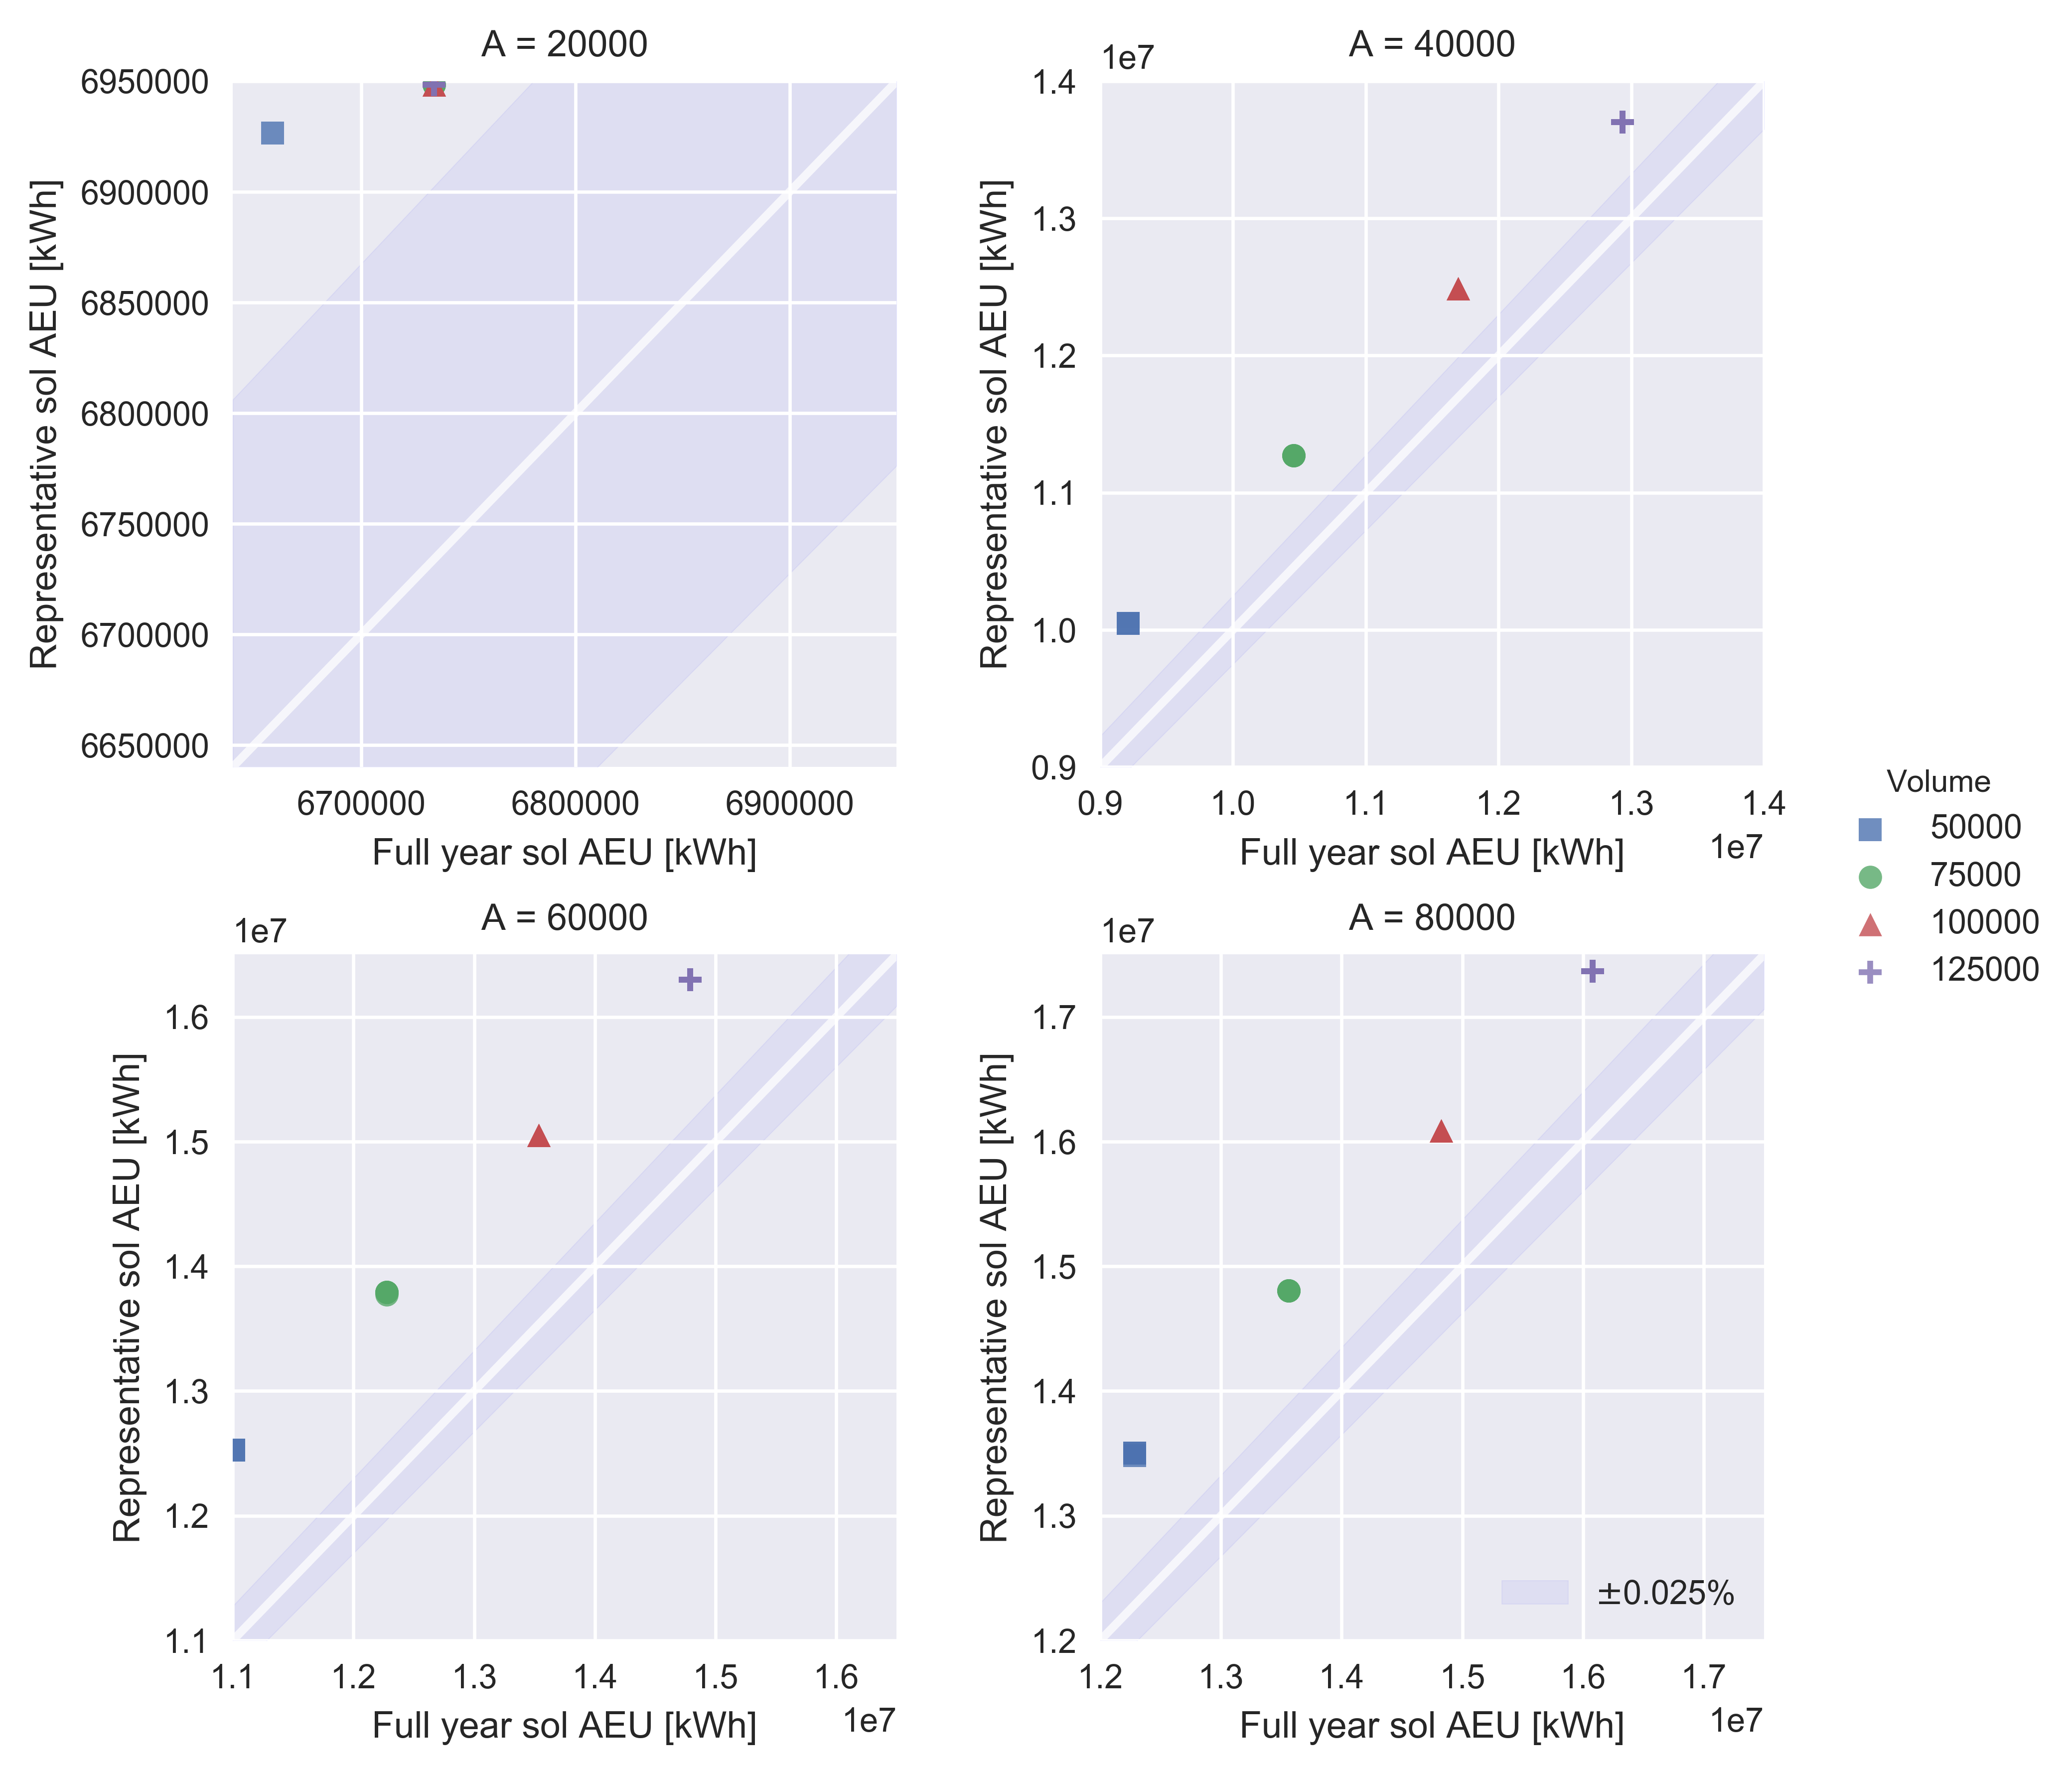 A = 20000
6950000
6900000
6850000
6800000
6750000
6700000
6650000
Representative sol AEU [kWh]
6700000 6800000 6900000
Full year sol AEU [kWh]
A = 40000
1e7
1.4
1.3
1.2
1.1
1.0
0.9
Representative sol AEU [kWh]
0.9 1.0 1.1 1.2 1.3 1.4
1e7
Full year sol AEU [kWh]
Volume
50000
75000
100000
125000
A = 60000
1e7
1.6
1.5
1.4
1.3
1.2
1.1
Representative sol AEU [kWh]
1.1 1.2 1.3 1.4 1.5 1.6
1e7
Full year sol AEU [kWh]
A = 80000
1e7
1.7
1.6
1.5
1.4
1.3
1.2
Representative sol AEU [kWh]
±0.025%
1.2 1.3 1.4 1.5 1.6 1.7
1e7
Full year sol AEU [kWh]